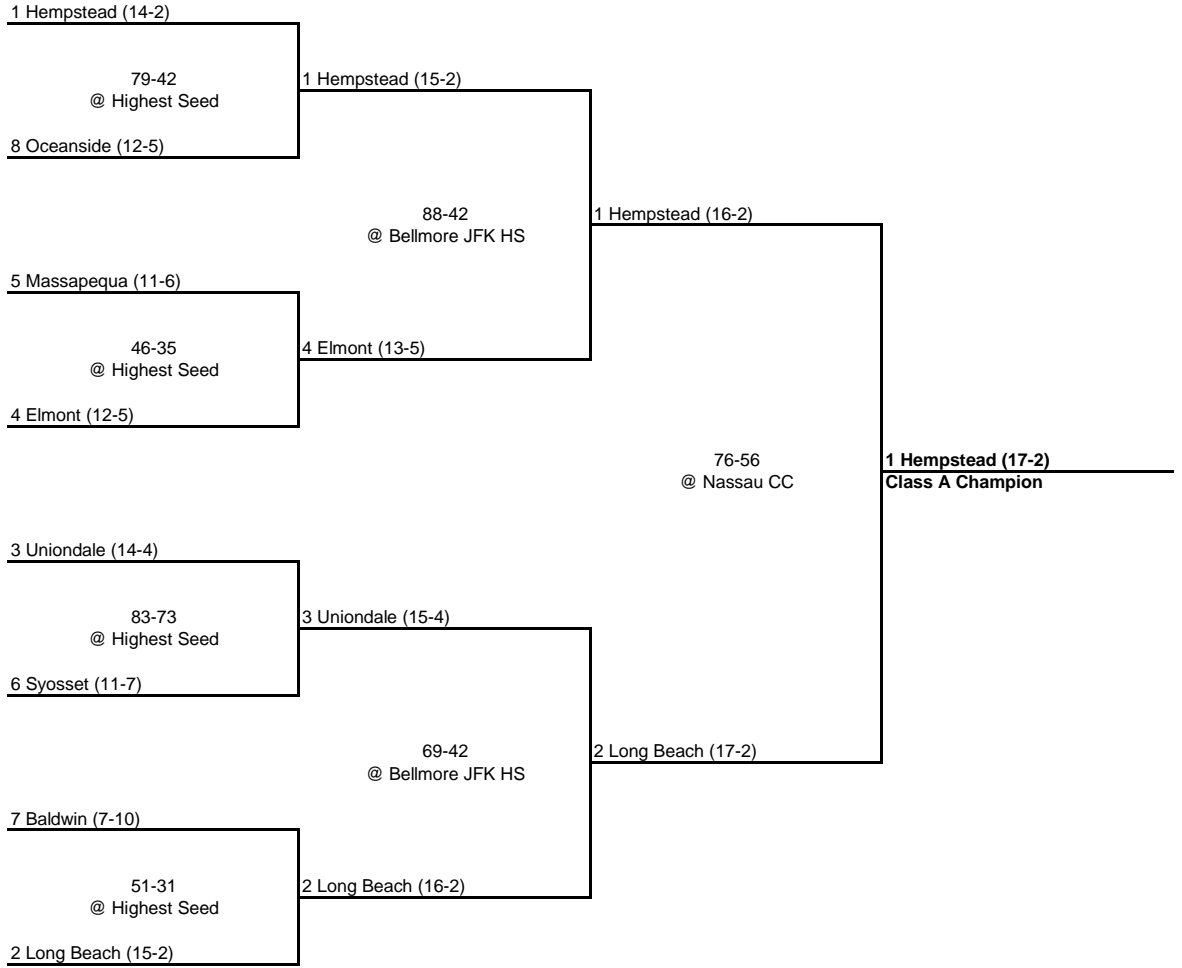 1 Hempstead (14-2)
79-42
@ Highest Seed
1 Hempstead (15-2)
8 Oceanside (12-5)
88-42
@ Bellmore JFK HS
1 Hempstead (16-2)
5 Massapequa (11-6)
46-35
@ Highest Seed
4 Elmont (13-5)
4 Elmont (12-5)
76-56
@ Nassau CC
1 Hempstead (17-2)
Class A Champion
3 Uniondale (14-4)
83-73
@ Highest Seed
3 Uniondale (15-4)
6 Syosset (11-7)
69-42
@ Bellmore JFK HS
2 Long Beach (17-2)
7 Baldwin (7-10)
51-31
@ Highest Seed
2 Long Beach (16-2)
2 Long Beach (15-2)